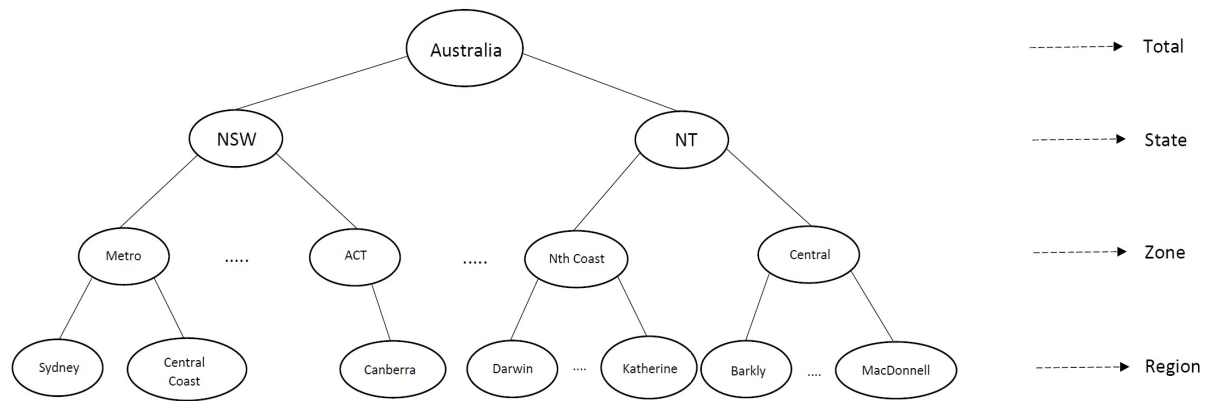 Australia
Total
NSW
NT
State
Metro
.....
ACT
.....
Nth Coast
Central
Zone
Sydney
Central
Coast
Canberra
Darwin
....
Katherine
Barkly
....
MacDonnell
Region